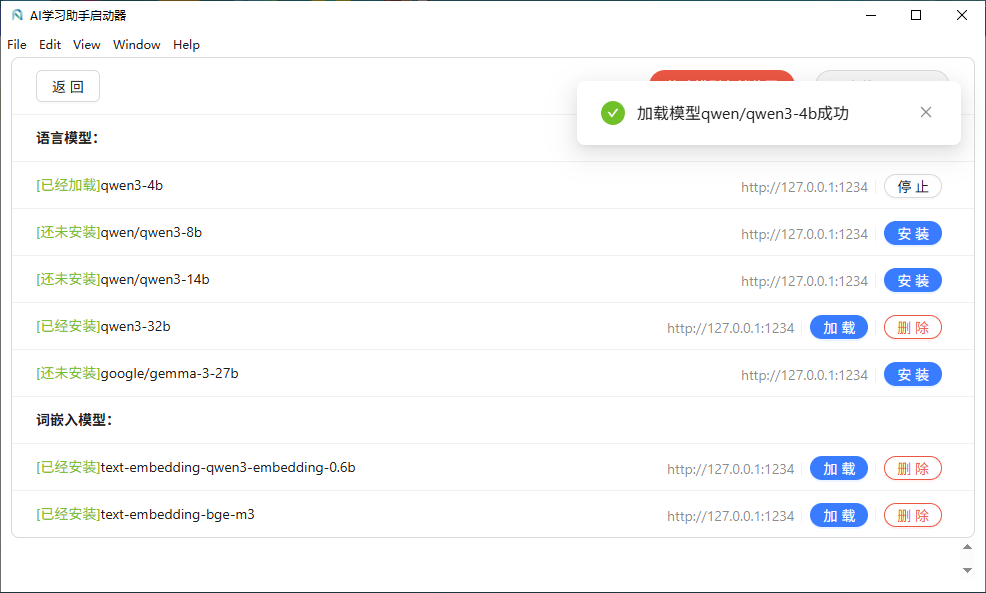 AI学习助手启动器
File Edit View Window Help
返 回
加载模型qwen/qwen3-4b成功
语言模型：
[已经加载]qwen3-4b http://127.0.0.1:1234 停 止
[还未安装]qwen/qwen3-8b http://127.0.0.1:1234 安 装
[还未安装]qwen/qwen3-14b http://127.0.0.1:1234 安 装
[已经安装]qwen3-32b http://127.0.0.1:1234 加 载 删 除
[还未安装]google/gemma-3-27b http://127.0.0.1:1234 安 装
词嵌入模型：
[已经安装]text-embedding-qwen3-embedding-0.6b http://127.0.0.1:1234 加 载 删 除
[已经安装]text-embedding-bge-m3 http://127.0.0.1:1234 加 载 删 除